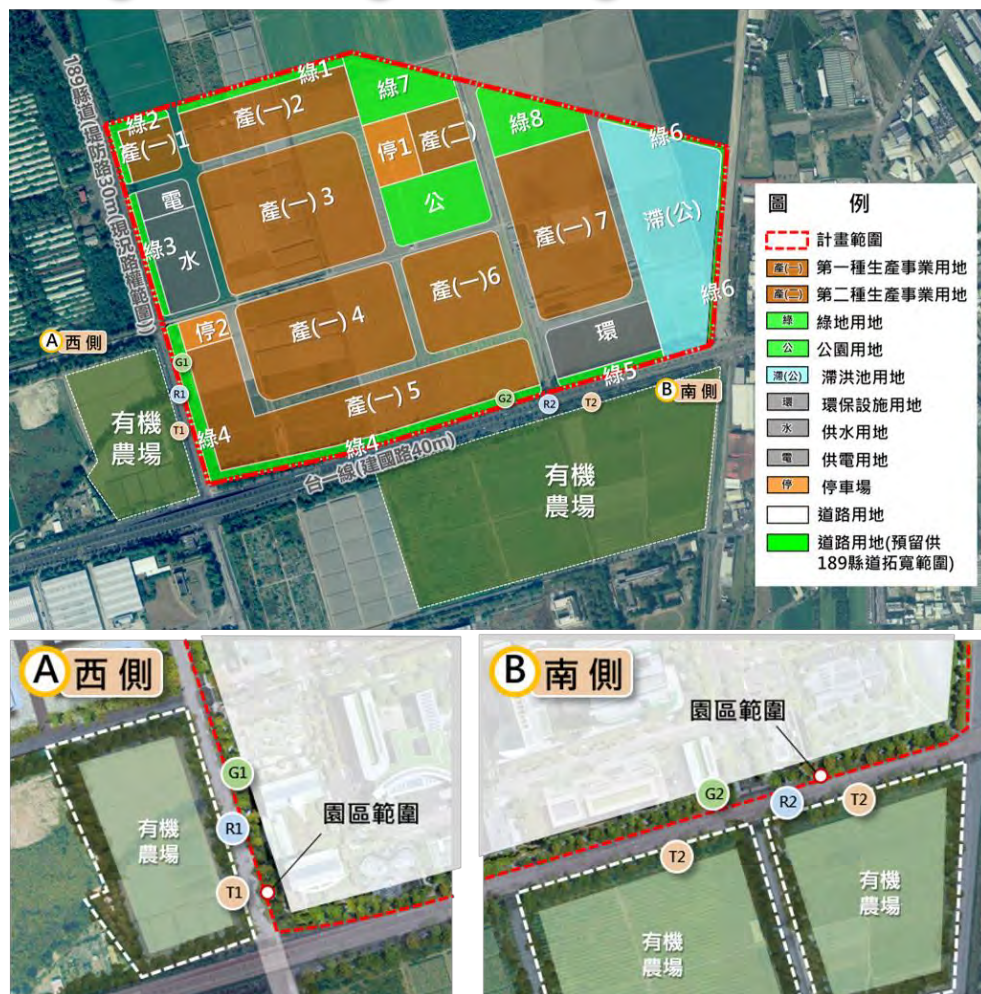 189縣道(堤防路30m(現況路權範圍)
綠1
綠2
綠7
產(一)2
產(一)1
停1
產(二)
綠8
綠6
電
產(一) 3
公
產(一) 7
滯(公)
綠3
水
產(一)6
綠6
停2
產(一) 4
環
A 西側
G1
R1
T1
產(一) 5
G2
R2
T2
綠5
B 南側
有機
農場
綠4
綠4
台一線(建國路40m)
有機
農場
圖 例
計畫範圍
產(一) 第一種生產事業用地
產(二) 第二種生產事業用地
綠 綠地用地
公 公園用地
滯(公) 滯洪池用地
環 環保設施用地
水 供水用地
電 供電用地
停 停車場
道路用地
道路用地(預留供
189縣道拓寬範圍)
A 西側
G1
R1
園區範圍
有機
農場
T1
B 南側
園區範圍
G2
R2
T2
T2
有機
農場
有機
農場